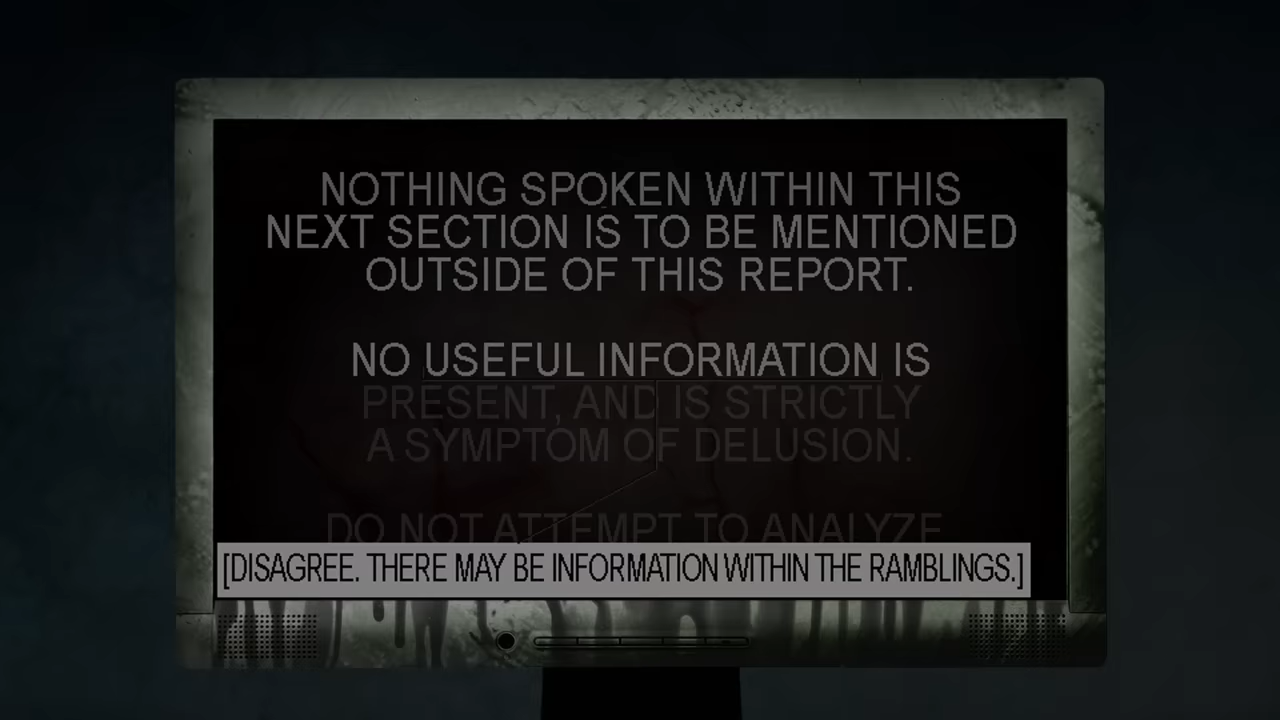 NOTHING SPOKEN WITHIN THIS
NEXT SECTION IS TO BE MENTIONED
OUTSIDE OF THIS REPORT.
NO USEFUL INFORMATION IS
PRESENT, AND IS STRICTLY
A SYMPTOM OF DELUSION.
DO NOT ATTEMPT TO ANALYZE
[DISAGREE. THERE MAY BE INFORMATION WITHIN THE RAMBLINGS.]